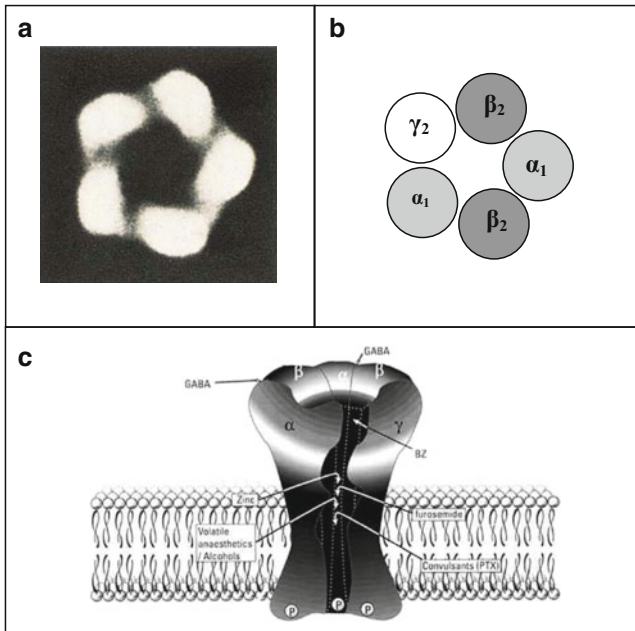 a
b
γ2
β2
α1
α1
β2
c
GABA
GABA
β
α
β
α
γ
BZ
Zinc
furosemide
Volatile
anaesthetics
/ Alcohols
Convulsants (PTX)
P
P
P